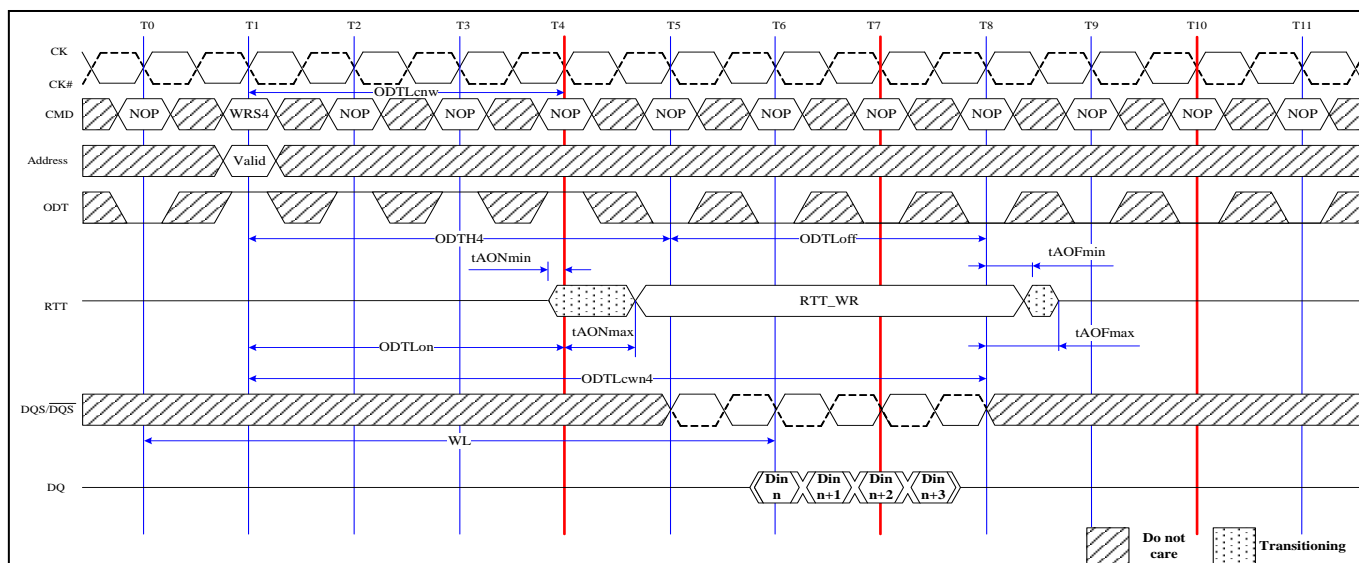 T0 T1 T2 T3 T4 T5 T6 T7 T8 T9 T10 T11
CK
CK#
ODTLcnw
CMD NOP WRS4 NOP NOP NOP NOP NOP NOP NOP NOP NOP NOP
Address Valid
ODT
ODTH4 ODTLoff
tAONmin tAOFmin
RTT RTT_WR
tAONmax tAOFmax
ODTLon
ODTLcwn4
DQS/DQS
WL
DQ Din n Din n+1 Din n+2 Din n+3
Do not care Transitioning